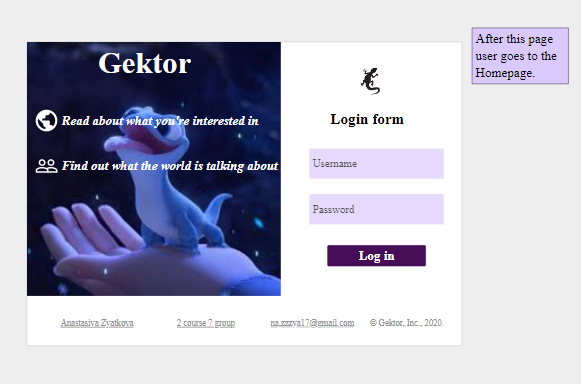 After this page
user goes to the
Homepage.
Gektor
Read about what you're interested in
Find out what the world is talking about
Login form
Username
Password
Log in
Anastasiya Zyatkova
2 course 7 group
na.zzzya17@gmail.com
© Gektor, Inc., 2020.